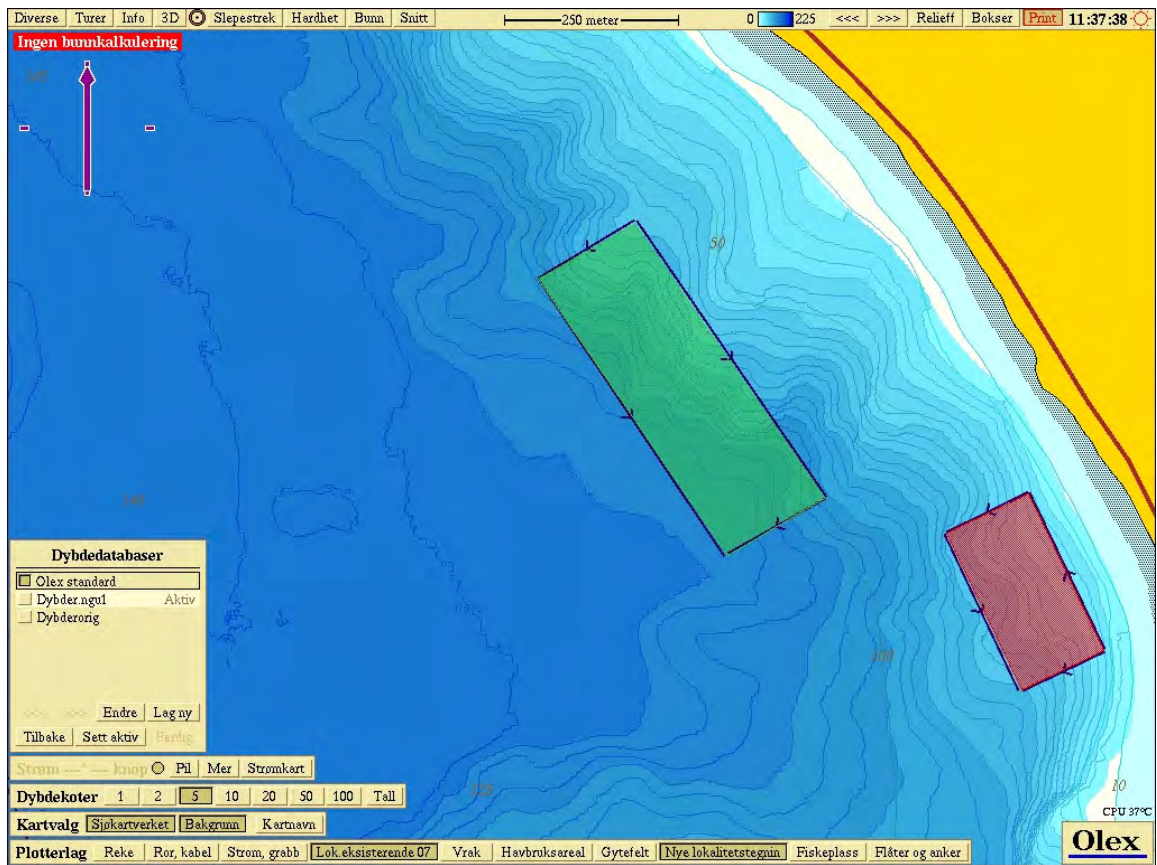 Diverse Turer Info 3D Slepestrek Hardhet Bunn Snitt 250 meter 0 225 <<< >>> Relieff Bokser Print 11:37:38
Ingen bunnkalkulering
50
Dybdedatabaser
Olex standard
Dybder.ngu1 Aktiv
Dybderorig
<<< >>> Endre Lag ny
Tilbake Sett aktiv Ferdig
100
Strøm ---° --- knop Pil Mer Strømkart
10
Dybdekoter 1 2 5 10 20 50 100 Tall
CPU 37°C
Kartvalg Sjøkartverket Bakgrunn Kartnavn
Olex
Plotterlag Reke Ror, kabel Strom, grabb Lok.eksisterende 07 Vrak Havbruksareal Gytefelt Nye lokalitetstegnin Fiskeplass Flåter og anker